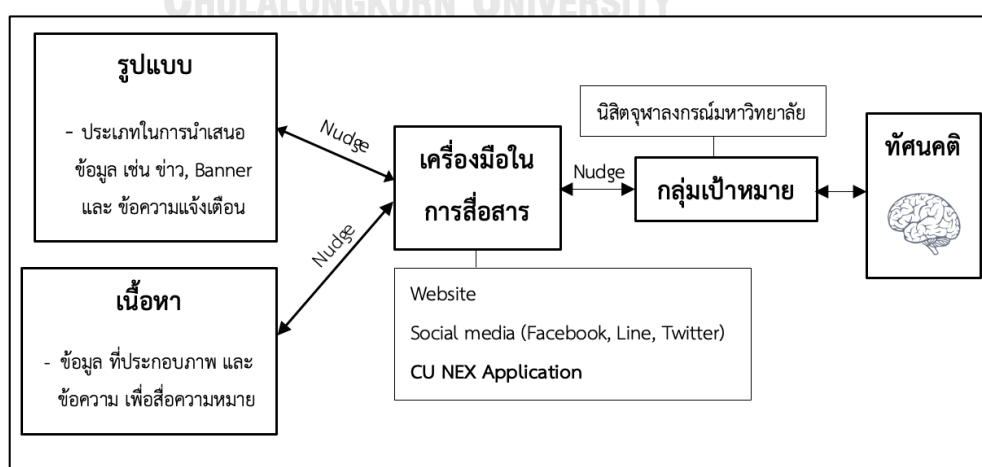 CHULALONGKORN UNIVERSITY
รูปแบบ
- ประเภทในการนำเสนอ
ข้อมูล เช่น ข่าว, Banner
และ ข้อความแจ้งเตือน
เนื้อหา
- ข้อมูล ที่ประกอบภาพ และ
ข้อความ เพื่อสื่อความหมาย
Nudge
Nudge
เครื่องมือใน
การสื่อสาร
Website
Social media (Facebook, Line, Twitter)
CU NEX Application
Nudge
นิสิตจุฬาลงกรณ์มหาวิทยาลัย
กลุ่มเป้าหมาย
ทัศนคติ